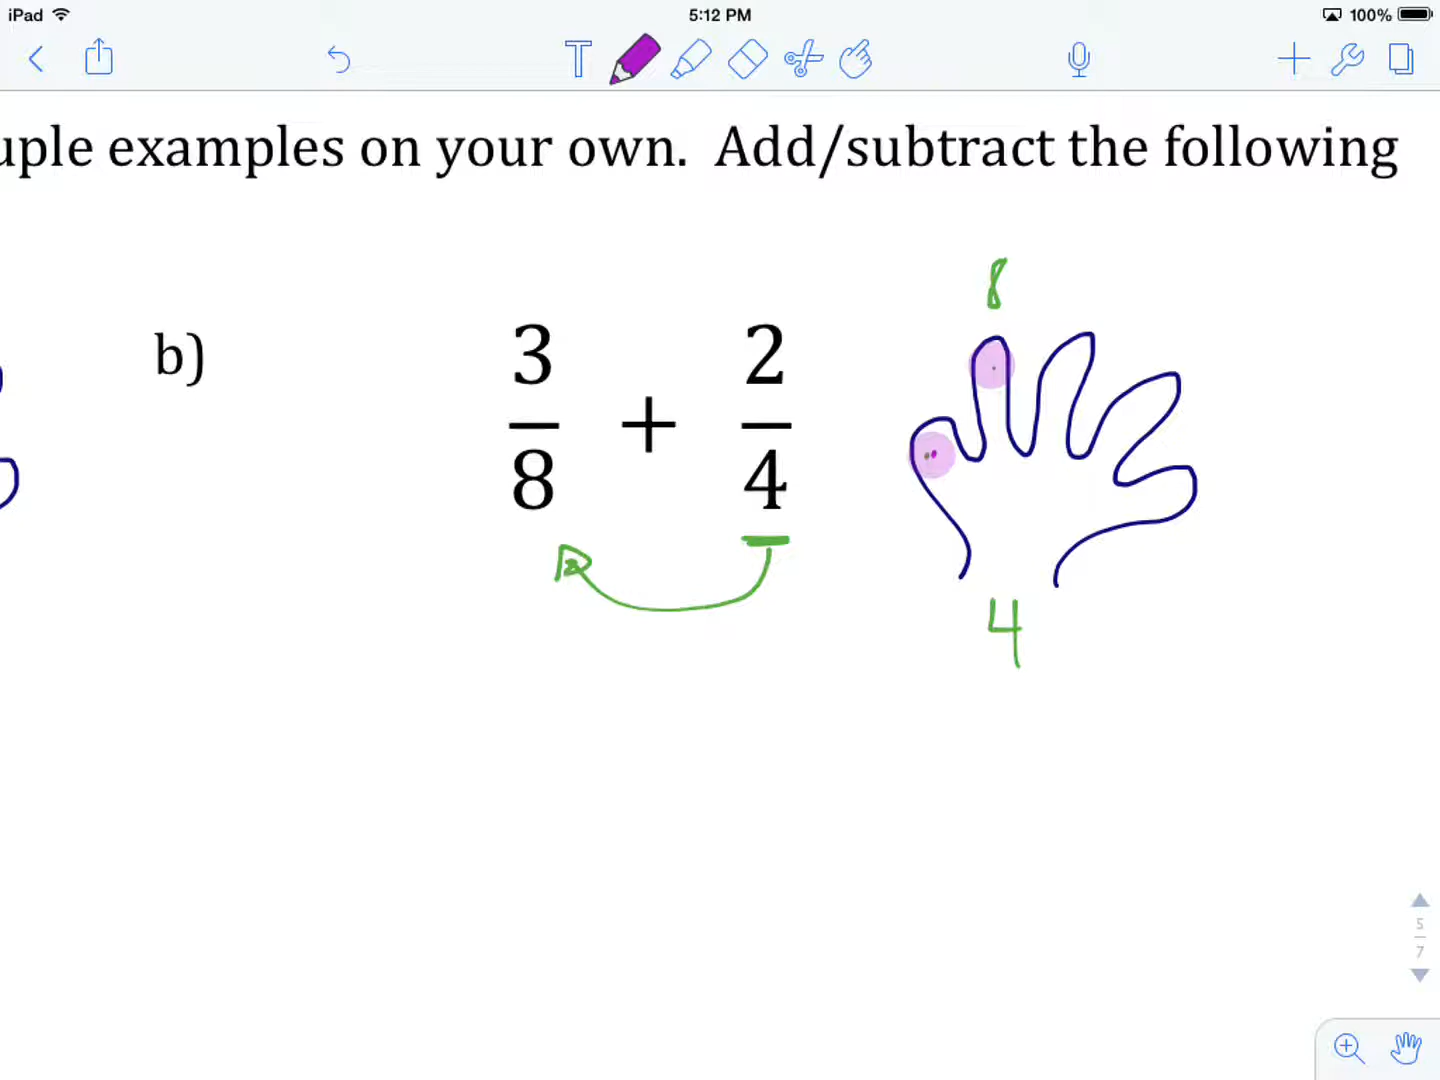 iPad 5:12 PM 100%
uple examples on your own. Add/subtract the following
8
b) 3/8 + 2/4
4
5
7